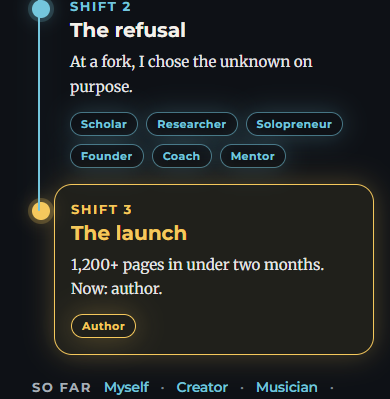 SHIFT 2
The refusal
At a fork, I chose the unknown on
purpose.
Scholar Researcher Solopreneur
Founder Coach Mentor
SHIFT 3
The launch
1,200+ pages in under two months.
Now: author.
Author
SO FAR Myself · Creator · Musician ·